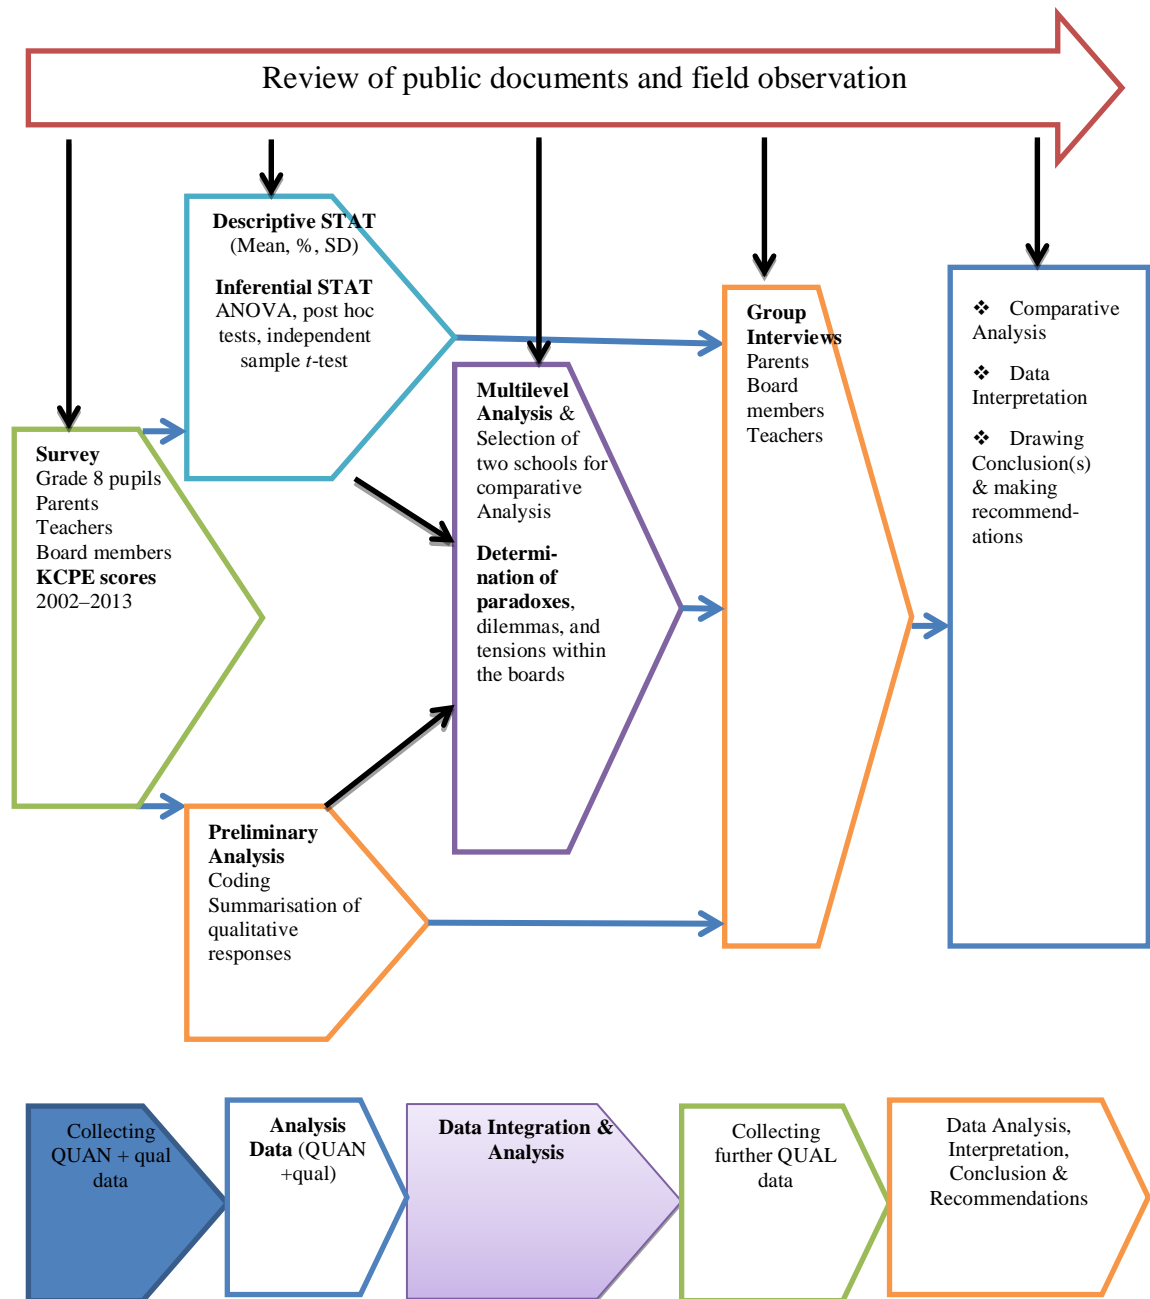 Review of public documents and field observation
Descriptive STAT
(Mean, %, SD)
Inferential STAT
ANOVA, post hoc
tests, independent
sample t-test
Survey
Grade 8 pupils
Parents
Teachers
Board members
KCPE scores
2002–2013
Preliminary
Analysis
Coding
Summarisation of
qualitative
responses
Multilevel
Analysis &
Selection of
two schools for
comparative
Analysis
Determi-
nation of
paradoxes,
dilemmas, and
tensions within
the boards
Group
Interviews
Parents
Board
members
Teachers
❖ Comparative
Analysis
❖ Data
Interpretation
❖ Drawing
Conclusion(s)
& making
recommend-
ations
Collecting
QUAN + qual
data
Analysis
Data (QUAN
+qual)
Data Integration &
Analysis
Collecting
further QUAL
data
Data Analysis,
Interpretation,
Conclusion &
Recommendations